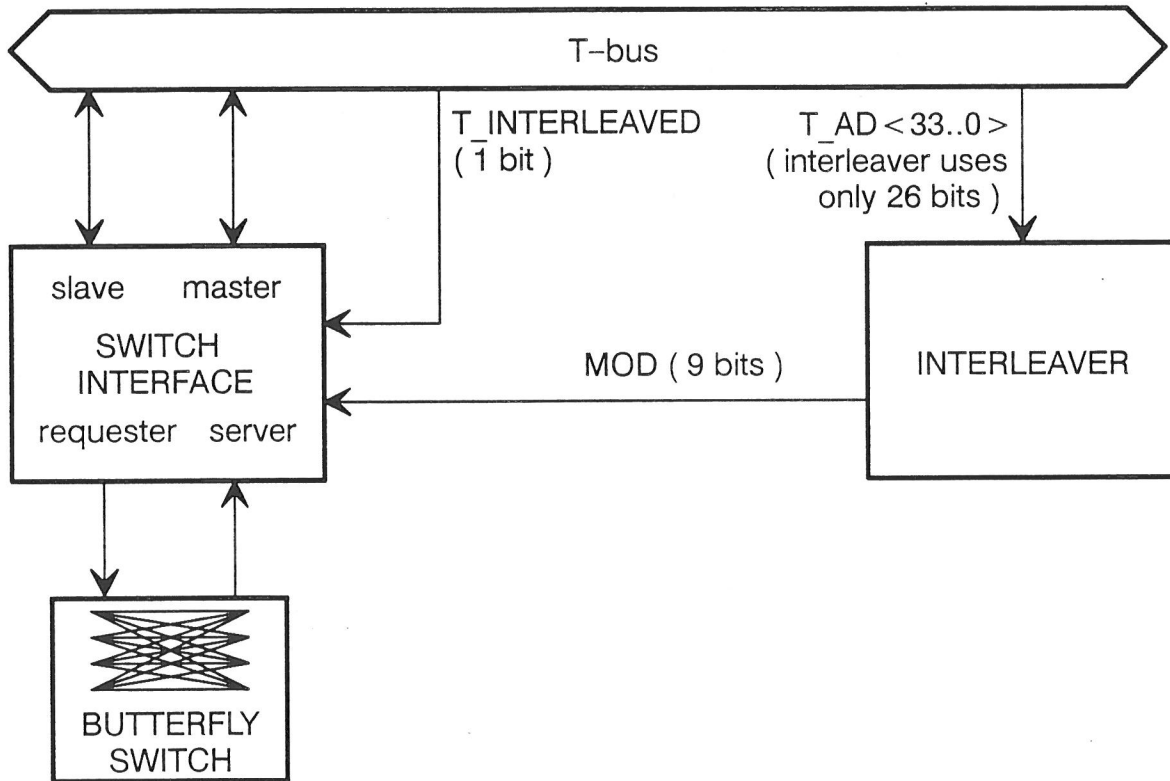 T-bus
T_INTERLEAVED
( 1 bit )
T_AD < 33..0 >
( interleaver uses
only 26 bits )
slave master
SWITCH
INTERFACE
requester server
MOD ( 9 bits )
INTERLEAVER
BUTTERFLY
SWITCH